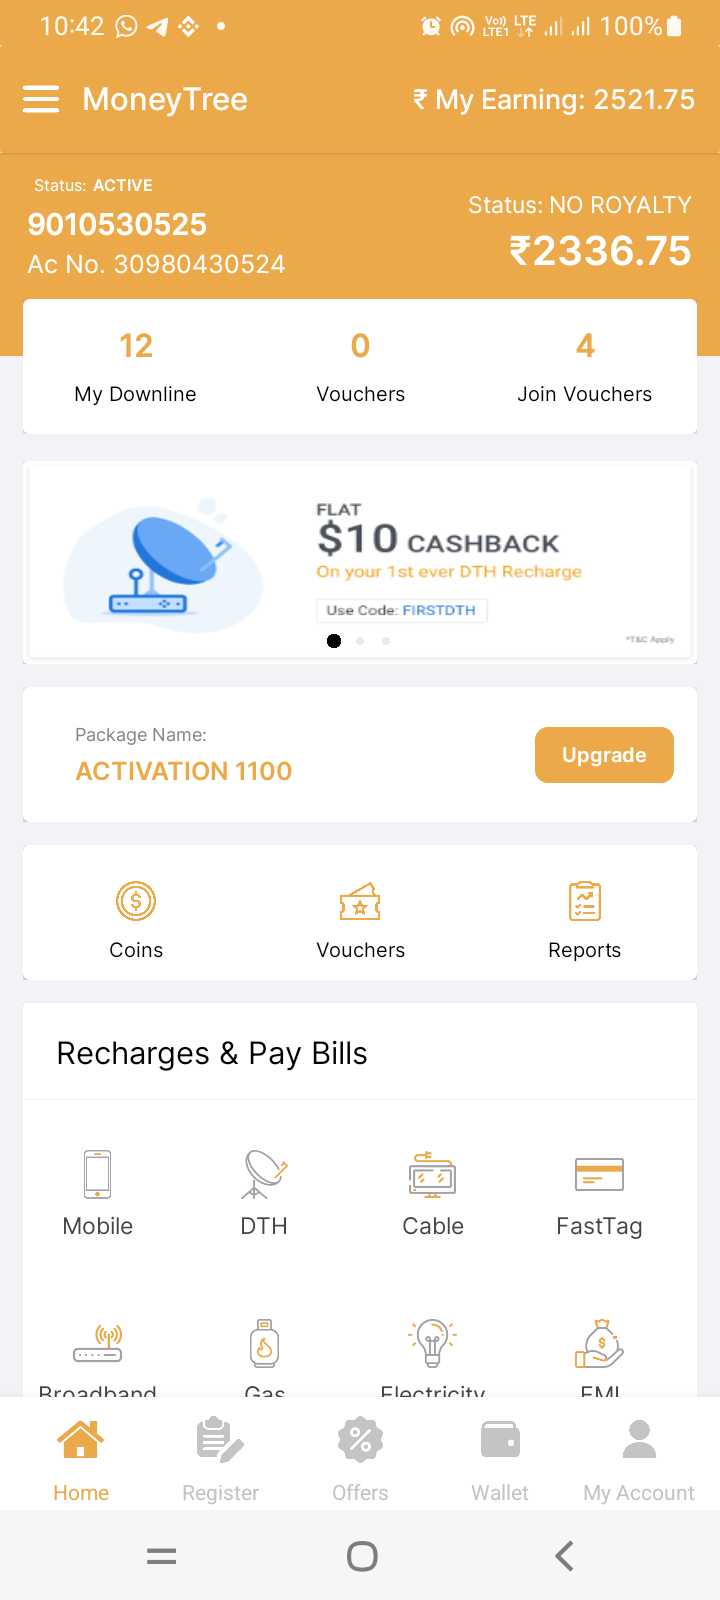 10:42 Vo)) LTE1 LTE 100%
MoneyTree ₹ My Earning: 2521.75
Status: ACTIVE
9010530525
Ac No. 30980430524
Status: NO ROYALTY
₹2336.75
12 0 4
My Downline Vouchers Join Vouchers
FLAT
$10 CASHBACK
On your 1st ever DTH Recharge
Use Code: FIRSTDTH
*T&C Apply
Package Name:
ACTIVATION 1100
Upgrade
Coins Vouchers Reports
Recharges & Pay Bills
Mobile DTH Cable FastTag
Broadband Gas Electricity EMI
Home Register Offers Wallet My Account